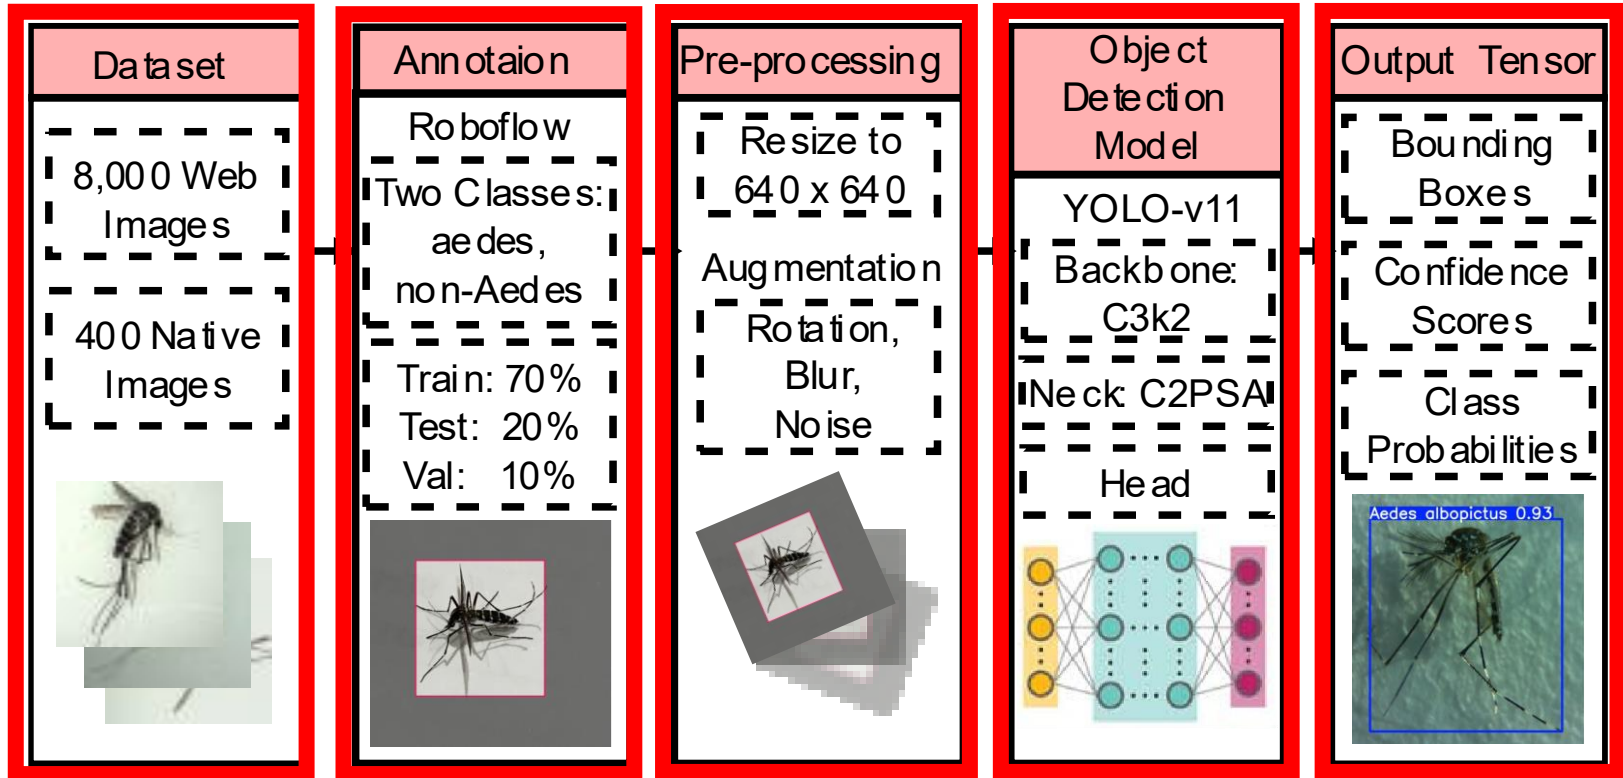 Dataset
8,000 Web
Images
400 Native
Images
Annotaion
Roboflow
Two Classes:
aedes,
non-Aedes
Train: 70%
Test: 20%
Val: 10%
Pre-processing
Resize to
640 x 640
Augmentation
Rotation,
Blur,
Noise
Object
Detection
Model
YOLO-v11
Backbone:
C3k2
Neck: C2PSA
Head
Output Tensor
Bounding
Boxes
Confidence
Scores
Class
Probabilities
Aedes albopictus 0.93